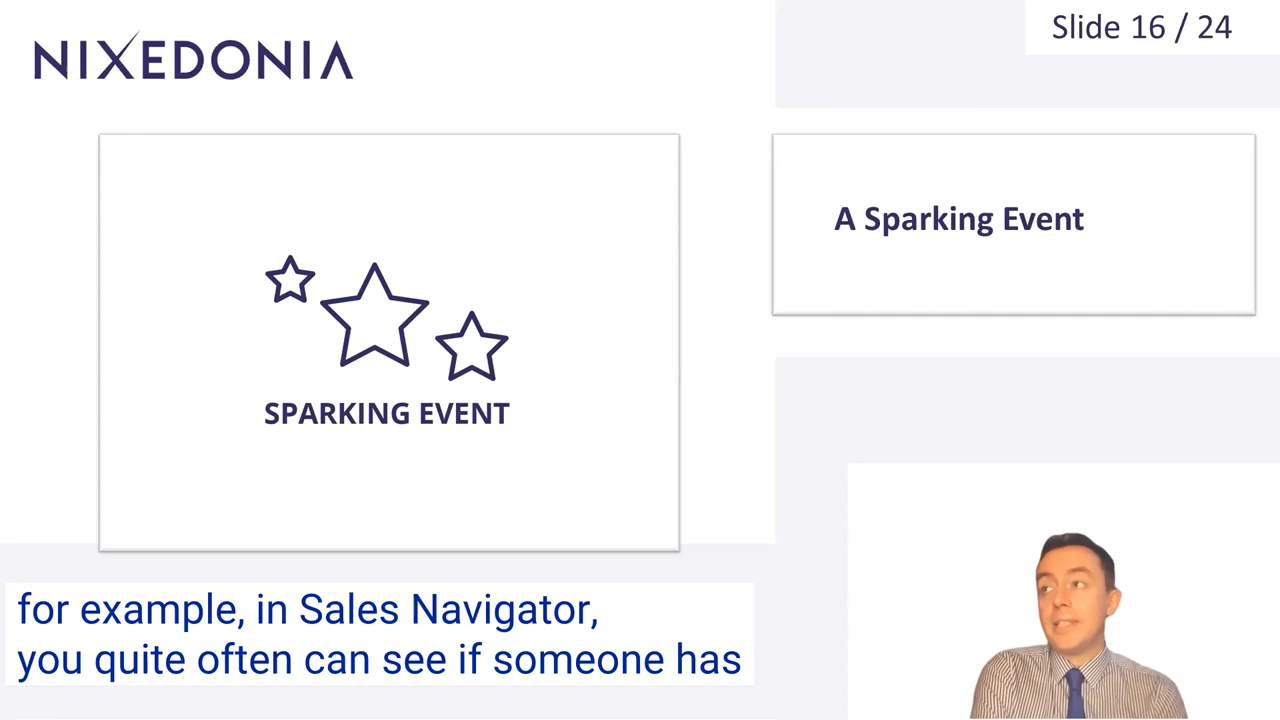 NIXEDONIA
Slide 16 / 24
A Sparking Event
SPARKING EVENT
for example, in Sales Navigator,
you quite often can see if someone has